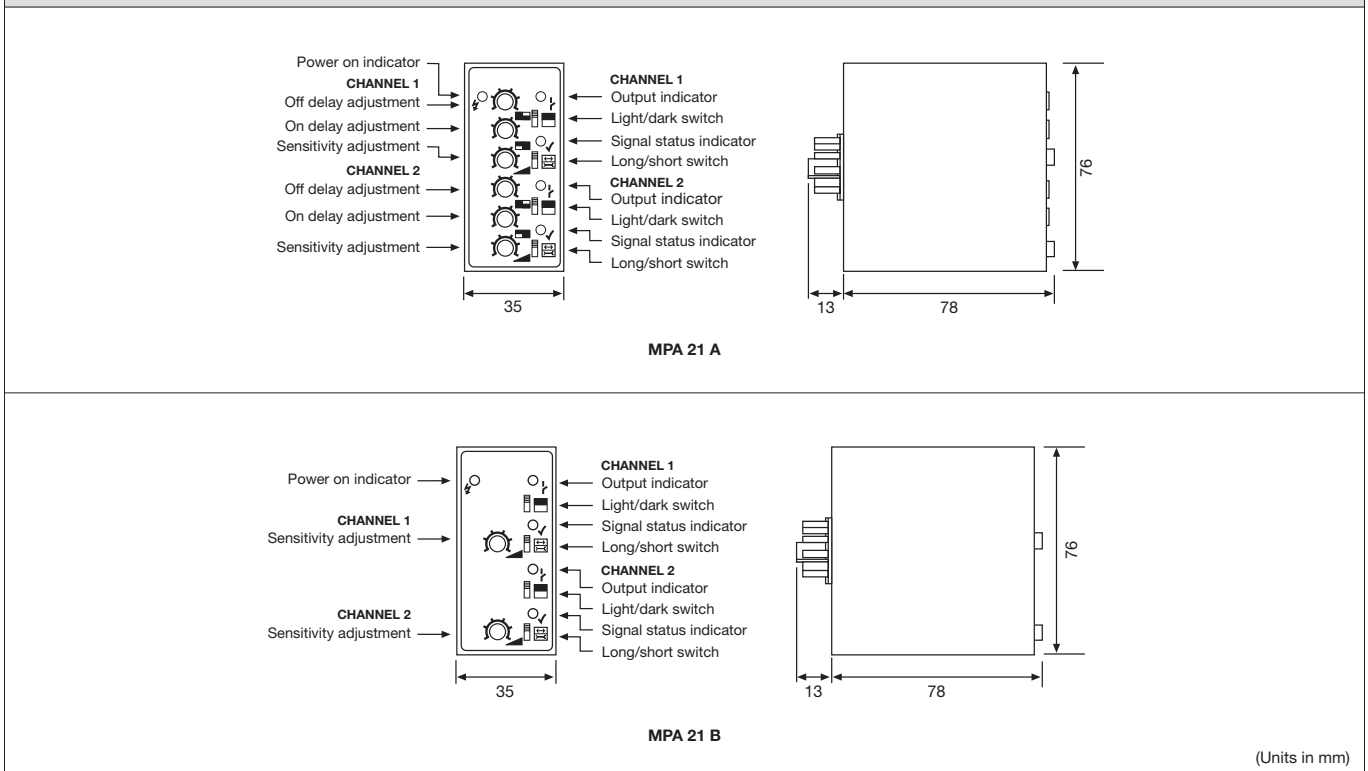 Power on indicator
CHANNEL 1
Off delay adjustment
On delay adjustment
Sensitivity adjustment
CHANNEL 2
Off delay adjustment
On delay adjustment
Sensitivity adjustment
CHANNEL 1
Output indicator
Light/dark switch
Signal status indicator
Long/short switch
CHANNEL 2
Output indicator
Light/dark switch
Signal status indicator
Long/short switch
35
13
78
76
MPA 21 A
Power on indicator
CHANNEL 1
Sensitivity adjustment
CHANNEL 2
Sensitivity adjustment
CHANNEL 1
Output indicator
Light/dark switch
Signal status indicator
Long/short switch
CHANNEL 2
Output indicator
Light/dark switch
Signal status indicator
Long/short switch
35
13
78
76
MPA 21 B
(Units in mm)